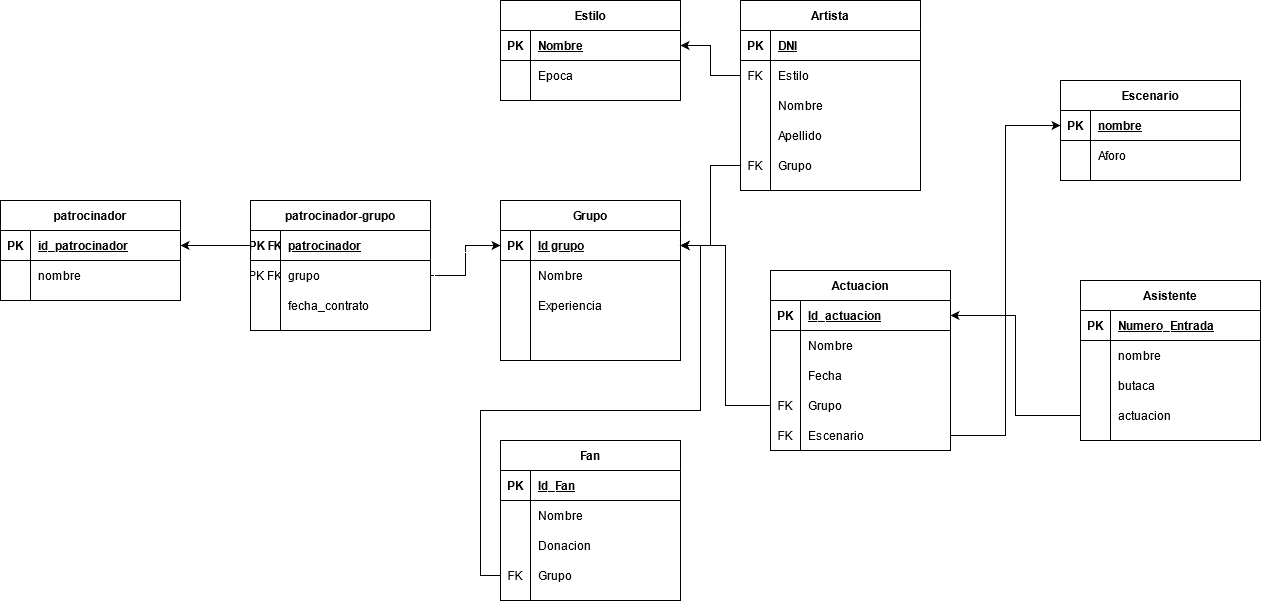 Estilo
PK Nombre
Epoca
Artista
PK DNI
FK Estilo
Nombre
Apellido
FK Grupo
Escenario
PK nombre
Aforo
patrocinador
PK id_patrocinador
nombre
patrocinador-grupo
PK FK patrocinador
PK FK grupo
fecha_contrato
Grupo
PK Id grupo
Nombre
Experiencia
Actuacion
PK Id_actuacion
Nombre
Fecha
FK Grupo
FK Escenario
Asistente
PK Numero_Entrada
nombre
butaca
actuacion
Fan
PK Id_Fan
Nombre
Donacion
FK Grupo